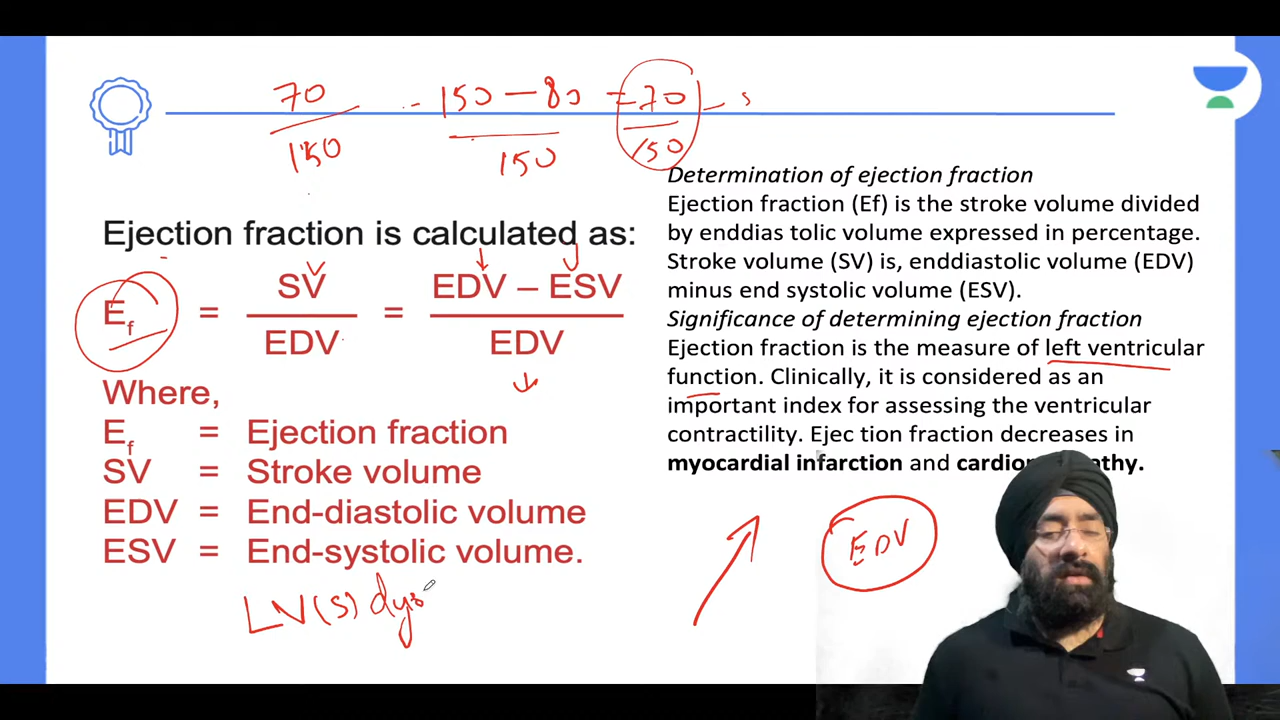 70 150 - 80 = 70 - s
150 150 150
Determination of ejection fraction
Ejection fraction (Ef) is the stroke volume divided
by enddias tolic volume expressed in percentage.
Stroke volume (SV) is, enddiastolic volume (EDV)
minus end systolic volume (ESV).
Significance of determining ejection fraction
Ejection fraction is the measure of left ventricular
function. Clinically, it is considered as an
important index for assessing the ventricular
contractility. Ejec tion fraction decreases in
myocardial infarction and
Ejection fraction is calculated as:
SV EDV – ESV
Ef = =
EDV EDV
Where,
Ef = Ejection fraction
SV = Stroke volume
EDV = End-diastolic volume
ESV = End-systolic volume.
LV(S) dys
EDV